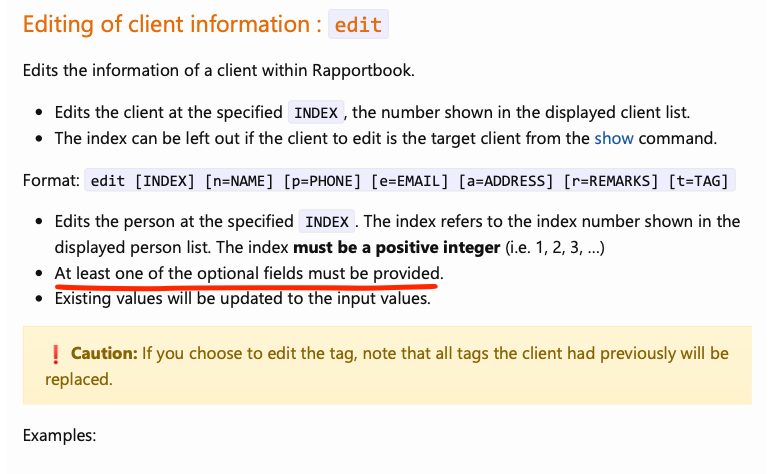 Editing of client information : edit
Edits the information of a client within Rapportbook.
• Edits the client at the specified INDEX , the number shown in the displayed client list.
• The index can be left out if the client to edit is the target client from the show command.
Format: edit [INDEX] [n=NAME] [p=PHONE] [e=EMAIL] [a=ADDRESS] [r=REMARKS] [t=TAG]
• Edits the person at the specified INDEX . The index refers to the index number shown in the
displayed person list. The index must be a positive integer (i.e. 1, 2, 3, …)
• At least one of the optional fields must be provided.
• Existing values will be updated to the input values.
❗ Caution: If you choose to edit the tag, note that all tags the client had previously will be
replaced.
Examples: